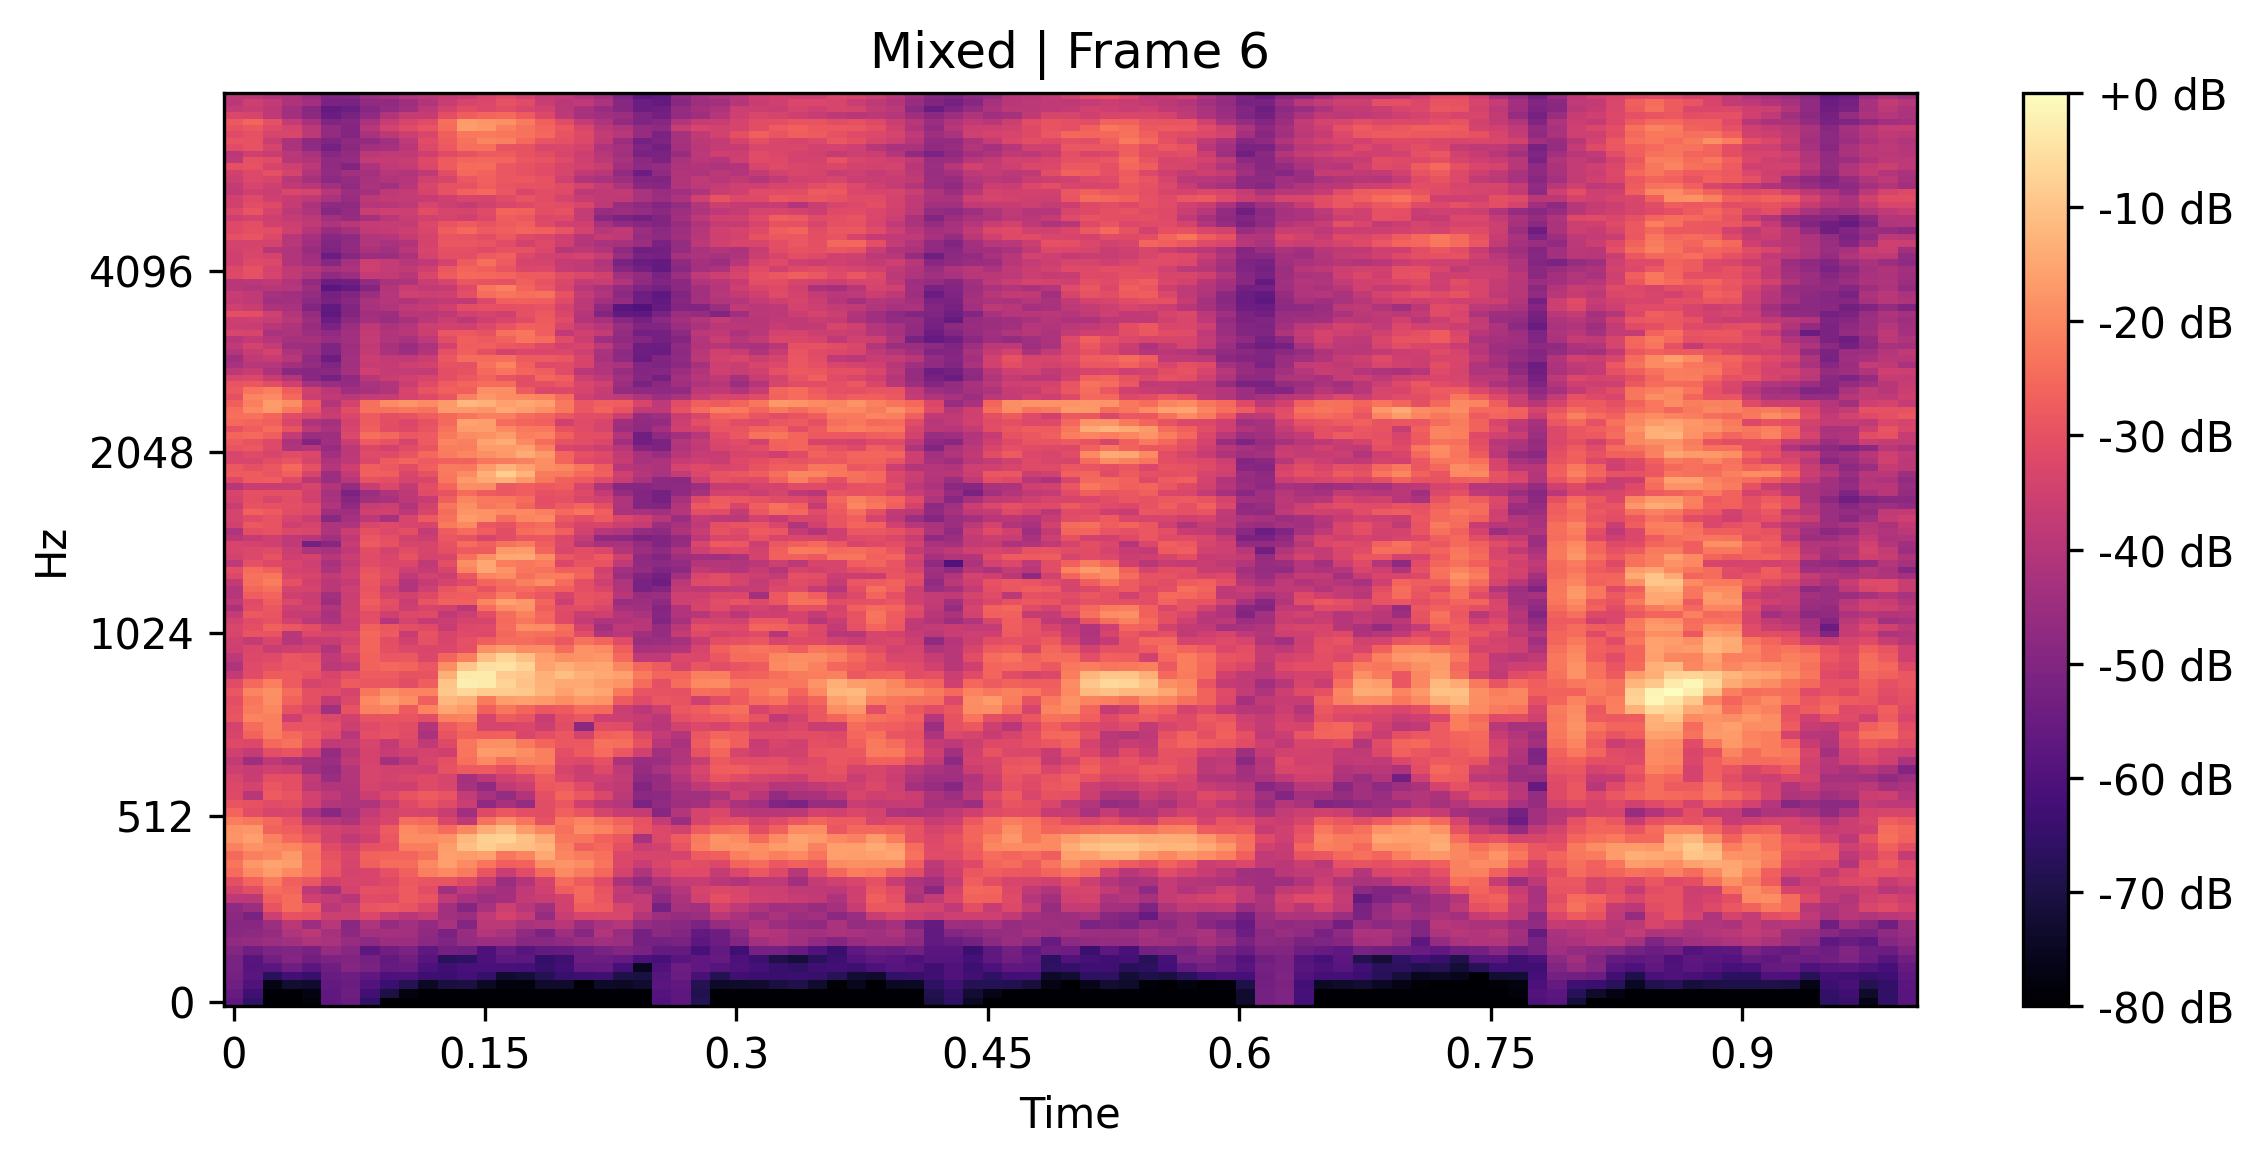 Mixed | Frame 6
Hz
4096
2048
1024
512
0
0 0.15 0.3 0.45 0.6 0.75 0.9
Time
+0 dB
-10 dB
-20 dB
-30 dB
-40 dB
-50 dB
-60 dB
-70 dB
-80 dB